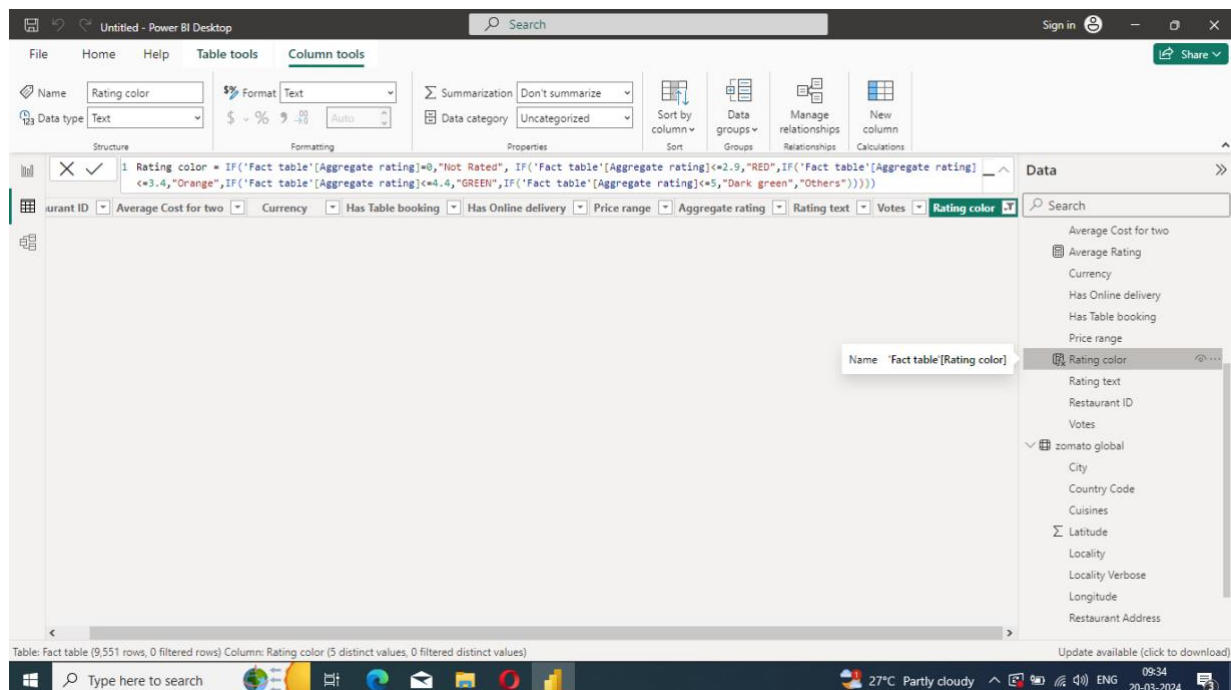 Untitled - Power BI Desktop
Search
Sign in
File Home Help Table tools Column tools
Share
Name Rating color
Format Text
Summarization Don't summarize
Data type Text
$ % 9 Auto
Data category Uncategorized
Sort by column
Data groups
Manage relationships
New column
Structure Formatting Properties Sort Groups Relationships Calculations
1 Rating color = IF('Fact table'[Aggregate rating]=0,"Not Rated", IF('Fact table'[Aggregate rating]<=2.9,"RED",IF('Fact table'[Aggregate rating]
<=3.4,"Orange",IF('Fact table'[Aggregate rating]<=4.4,"GREEN",IF('Fact table'[Aggregate rating]<=5,"Dark green","Others")))))
urant ID Average Cost for two Currency Has Table booking Has Online delivery Price range Aggregate rating Rating text Votes Rating color
Data
Search
Average Cost for two
Average Rating
Currency
Has Online delivery
Has Table booking
Price range
Name 'Fact table'[Rating color]
Rating color
Rating text
Restaurant ID
Votes
zomato global
City
Country Code
Cuisines
Latitude
Locality
Locality Verbose
Longitude
Restaurant Address
Table: Fact table (9,551 rows, 0 filtered rows) Column: Rating color (5 distinct values, 0 filtered distinct values)
Update available (click to download)
Type here to search
27°C Partly cloudy
ENG
09:34
20-03-2024
3